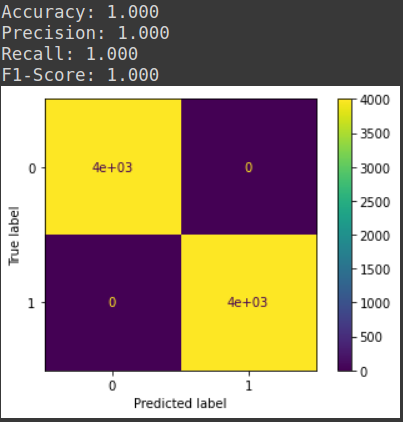 Accuracy: 1.000
Precision: 1.000
Recall: 1.000
F1-Score: 1.000
4000
3500
3000
2500
2000
1500
1000
500
0
True label
0
4e+03
0
1
0
4e+03
0
1
Predicted label